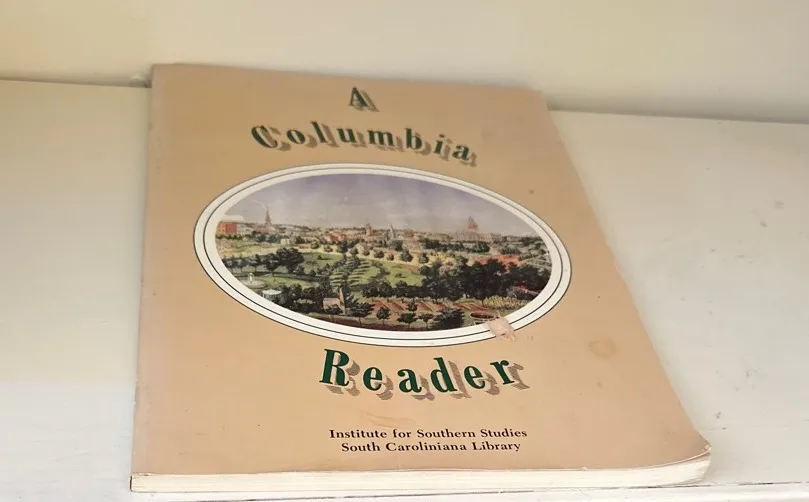 A
Columbia
Reader
Institute for Southern Studies
South Caroliniana Library